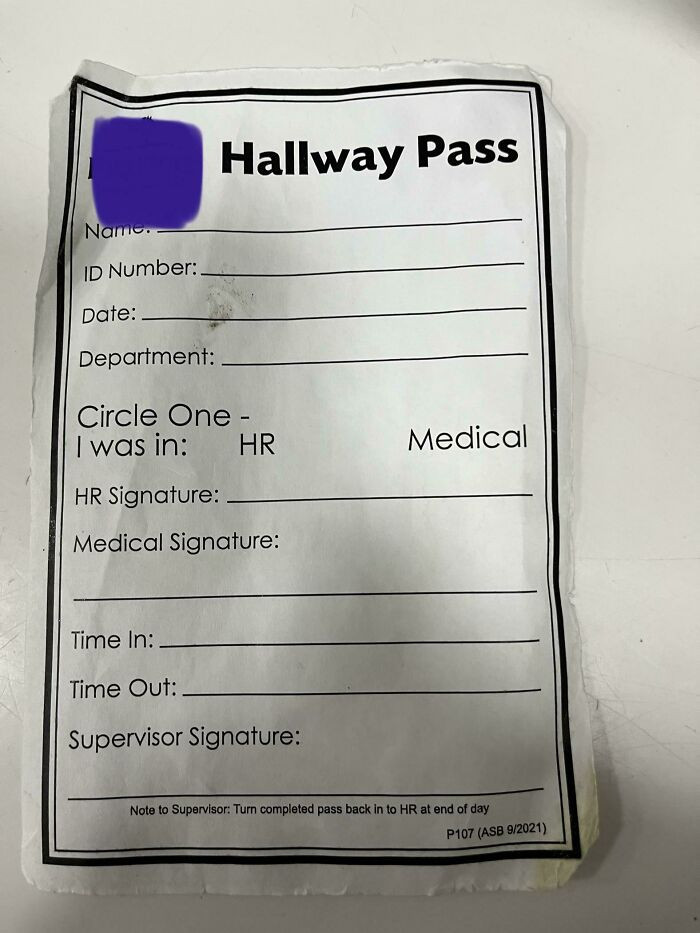 Hallway Pass
Name:
ID Number:
Date:
Department:
Circle One -
I was in: HR Medical
HR Signature:
Medical Signature:
Time In:
Time Out:
Supervisor Signature:
Note to Supervisor: Turn completed pass back in to HR at end of day
P107 (ASB 9/2021)